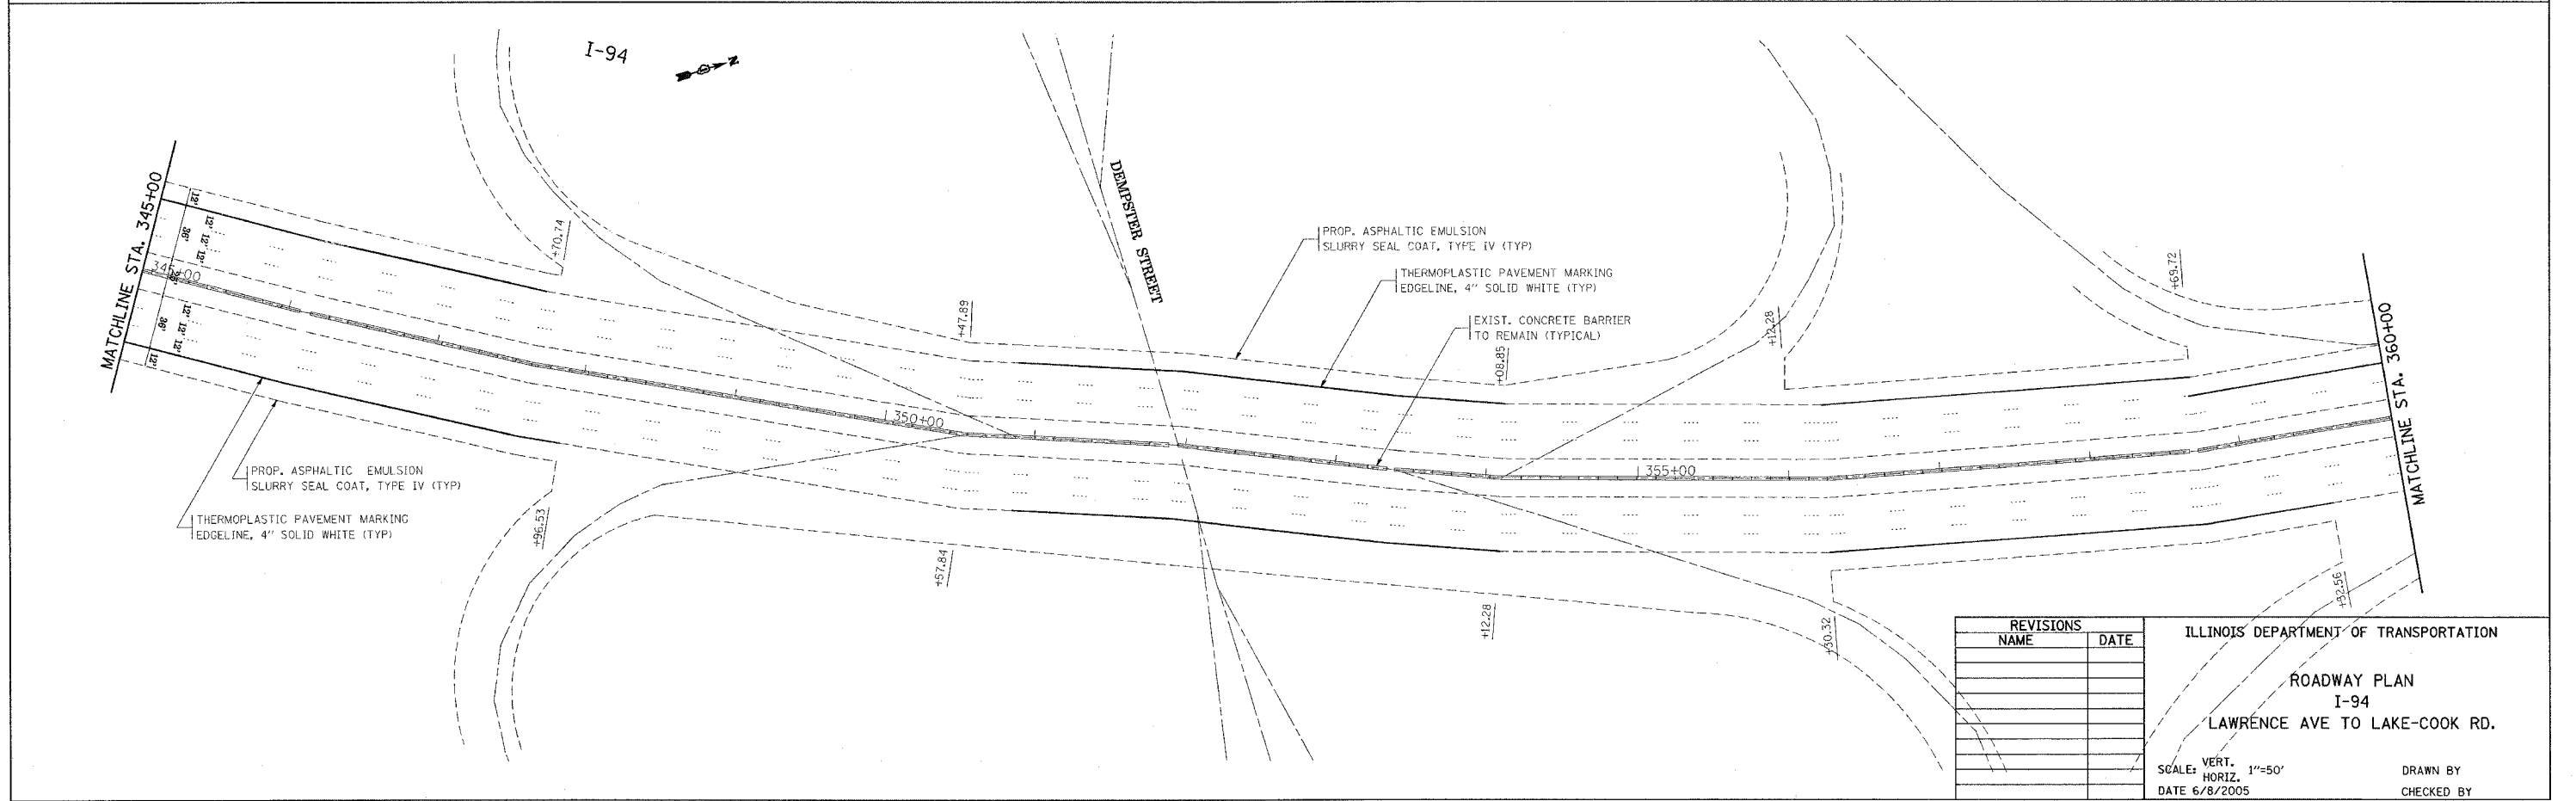 I-94
N
MATCHLINE STA. 345+00
345+00
12'
36'
12' 12' 12'
36'
12' 12' 12'
12'
+70.74
+47.89
DEMPSTER STREET
PROP. ASPHALTIC EMULSION
SLURRY SEAL COAT, TYPE IV (TYP)
THERMOPLASTIC PAVEMENT MARKING
EDGELINE, 4" SOLID WHITE (TYP)
EXIST. CONCRETE BARRIER
TO REMAIN (TYPICAL)
+08.85
+12.28
+69.72
MATCHLINE STA. 360+00
350+00
355+00
PROP. ASPHALTIC EMULSION
SLURRY SEAL COAT, TYPE IV (TYP)
THERMOPLASTIC PAVEMENT MARKING
EDGELINE, 4" SOLID WHITE (TYP)
+96.53
+57.84
+12.28
+30.32
REVISIONS
NAME DATE
ILLINOIS DEPARTMENT OF TRANSPORTATION
ROADWAY PLAN
I-94
LAWRENCE AVE TO LAKE-COOK RD.
SCALE: VERT. HORIZ. 1"=50'
DATE 6/8/2005
DRAWN BY
CHECKED BY